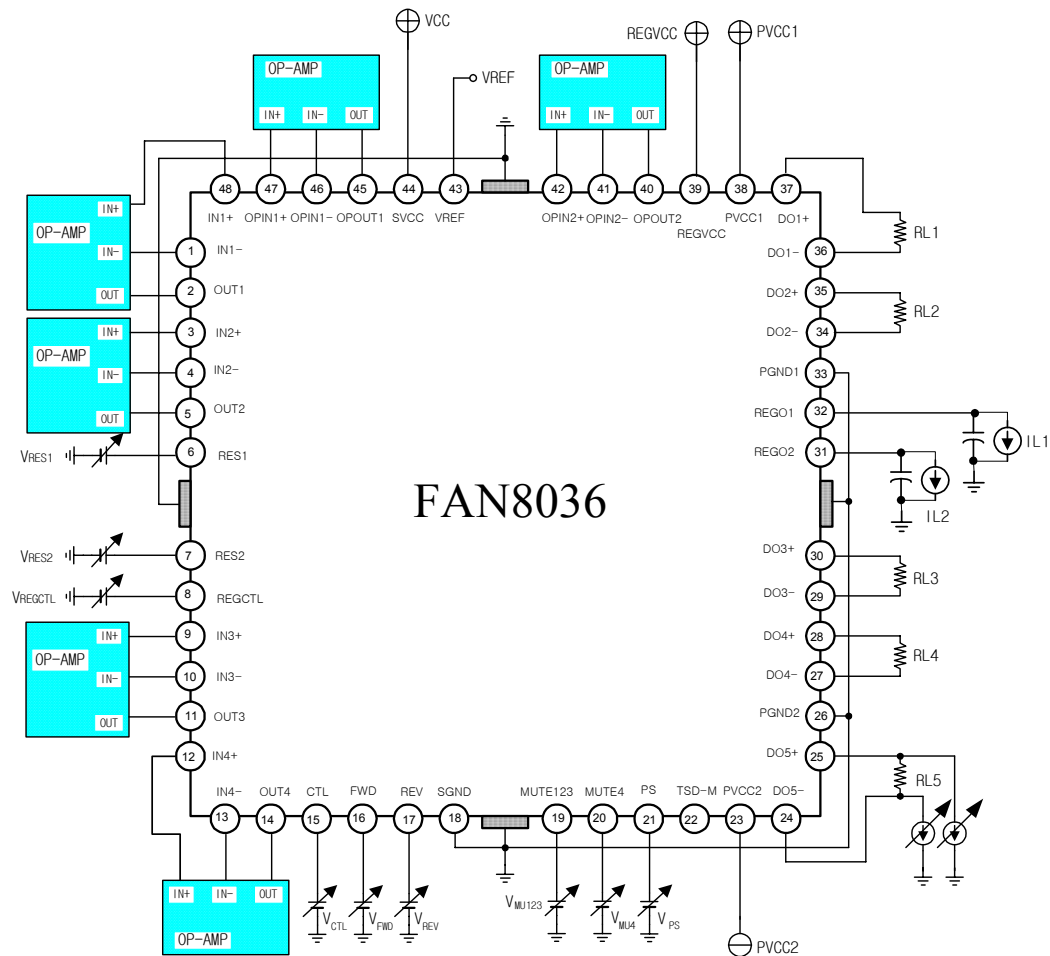 VCC
REGVCC
PVCC1
OP-AMP
IN+ IN- OUT
VREF
OP-AMP
IN+ IN- OUT
48 47 46 45 44 43 42 41 40 39 38 37
IN1+ OPIN1+ OPIN1- OPOUT1 SVCC VREF OPIN2+ OPIN2- OPOUT2 REGVCC PVCC1 DO1+
OP-AMP
IN+
IN-
OUT
1 IN1-
2 OUT1
OP-AMP
IN+
IN-
OUT
3 IN2+
4 IN2-
5 OUT2
VRES1 6 RES1
VRES2 7 RES2
VREGCTL 8 REGCTL
OP-AMP
IN+
IN-
OUT
9 IN3+
10 IN3-
11 OUT3
12 IN4+
FAN8036
DO1- 36 RL1
DO2+ 35
RL2
DO2- 34
PGND1 33
REGO1 32
IL1
REGO2 31
IL2
DO3+ 30
RL3
DO3- 29
DO4+ 28
RL4
DO4- 27
PGND2 26
DO5+ 25
RL5
IN4- OUT4 CTL FWD REV SGND MUTE123 MUTE4 PS TSD-M PVCC2 DO5-
13 14 15 16 17 18 19 20 21 22 23 24
IN+ IN- OUT
OP-AMP
VCTL VFWD VREV
VMU123 VMU4 VPS
PVCC2